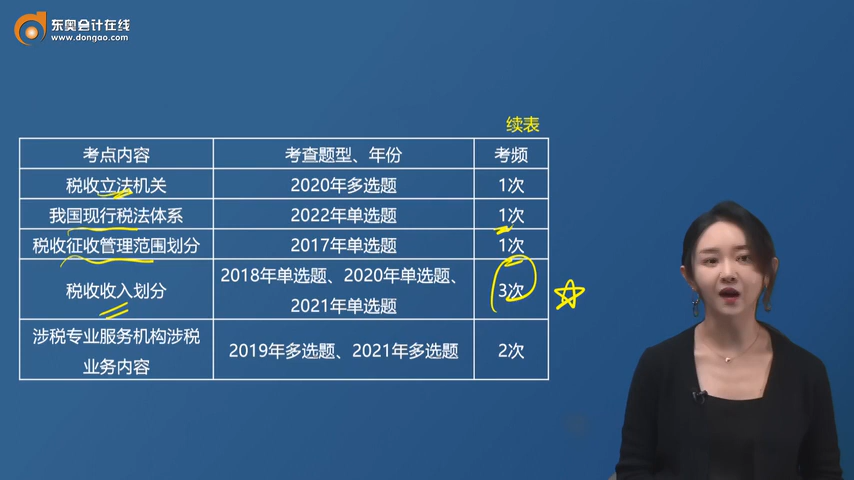 东奥会计在线
www.dongao.com
续表
考点内容 考查题型、年份 考频
税收立法机关 2020年多选题 1次
我国现行税法体系 2022年单选题 1次
税收征收管理范围划分 2017年单选题 1次
税收收入划分 2018年单选题、2020年单选题、
2021年单选题 3次
涉税专业服务机构涉税
业务内容 2019年多选题、2021年多选题 2次